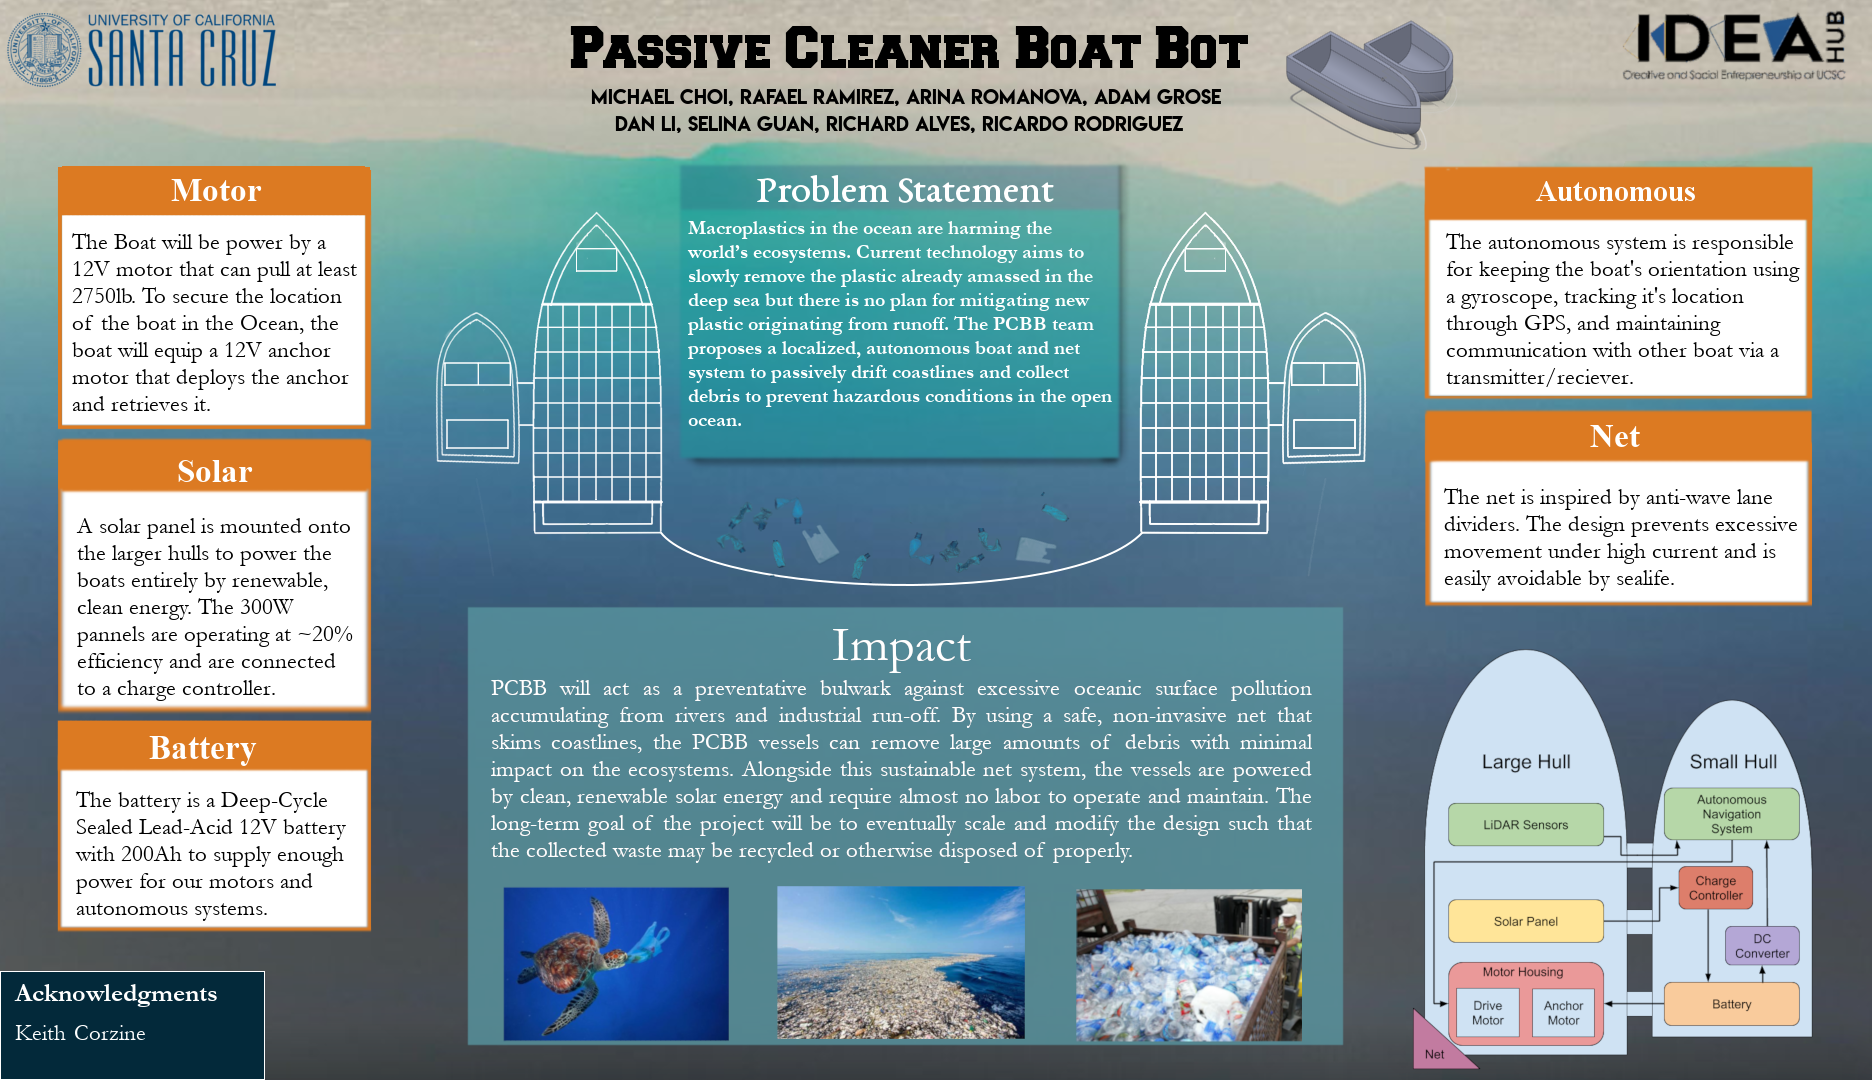 UNIVERSITY OF CALIFORNIA
SANTA CRUZ
PASSIVE CLEANER BOAT BOT
MICHAEL CHOI, RAFAEL RAMIREZ, ARINA ROMANOVA, ADAM GROSE
DAN LI, SELINA GUAN, RICHARD ALVES, RICARDO RODRIGUEZ
IDEA
HUB
Creative and Social Entrepreneurship at UCSC
Motor
The Boat will be power by a
12V motor that can pull at least
2750lb. To secure the location
of the boat in the Ocean, the
boat will equip a 12V anchor
motor that deploys the anchor
and retrieves it.
Solar
A solar panel is mounted onto
the larger hulls to power the
boats entirely by renewable,
clean energy. The 300W
pannels are operating at ~20%
efficiency and are connected
to a charge controller.
Battery
The battery is a Deep-Cycle
Sealed Lead-Acid 12V battery
with 200Ah to supply enough
power for our motors and
autonomous systems.
Acknowledgments
Keith Corzine
Problem Statement
Macroplastics in the ocean are harming the
world's ecosystems. Current technology aims to
slowly remove the plastic already amassed in the
deep sea but there is no plan for mitigating new
plastic originating from runoff. The PCBB team
proposes a localized, autonomous boat and net
system to passively drift coastlines and collect
debris to prevent hazardous conditions in the open
ocean.
Impact
PCBB will act as a preventative bulwark against excessive oceanic surface pollution
accumulating from rivers and industrial run-off. By using a safe, non-invasive net that
skims coastlines, the PCBB vessels can remove large amounts of debris with minimal
impact on the ecosystems. Alongside this sustainable net system, the vessels are powered
by clean, renewable solar energy and require almost no labor to operate and maintain. The
long-term goal of the project will be to eventually scale and modify the design such that
the collected waste may be recycled or otherwise disposed of properly.
Autonomous
The autonomous system is responsible
for keeping the boat's orientation using
a gyroscope, tracking it's location
through GPS, and maintaining
communication with other boat via a
transmitter/reciever.
Net
The net is inspired by anti-wave lane
dividers. The design prevents excessive
movement under high current and is
easily avoidable by sealife.
Large Hull
Small Hull
LiDAR Sensors
Autonomous
Navigation
System
Charge
Controller
Solar Panel
DC
Converter
Motor Housing
Drive
Motor
Anchor
Motor
Battery
Net